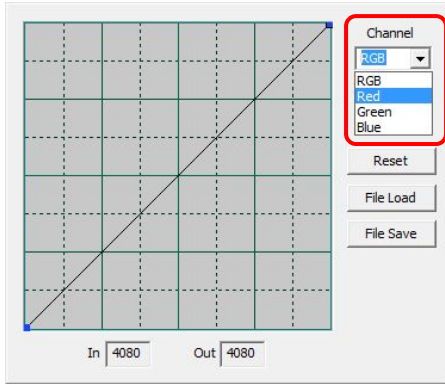 Channel
RGB
RGB
Red
Green
Blue
Reset
File Load
File Save
In 4080 Out 4080